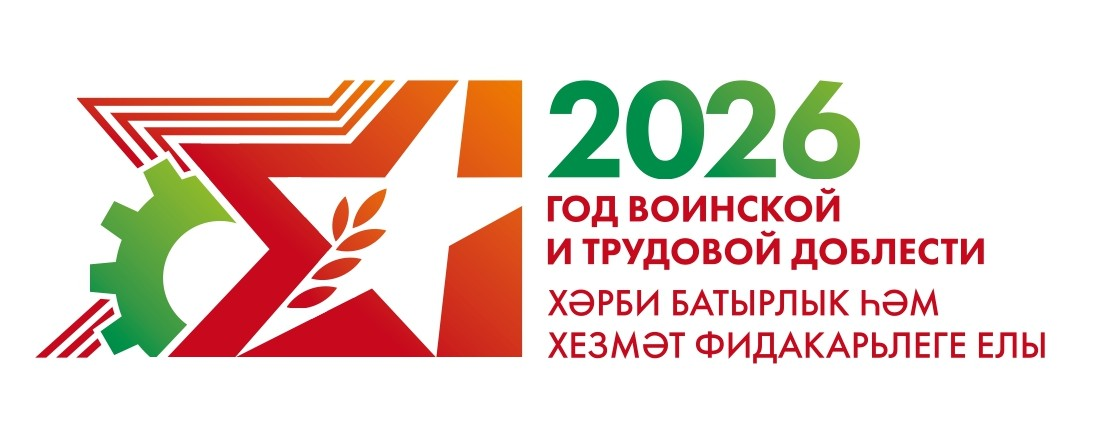 2026
ГОД ВОИНСКОЙ
И ТРУДОВОЙ ДОБЛЕСТИ
ХӘРБИ БАТЫРЛЫК ҺӘМ
ХЕЗМӘТ ФИДАКАРЬЛЕГЕ ЕЛЫ